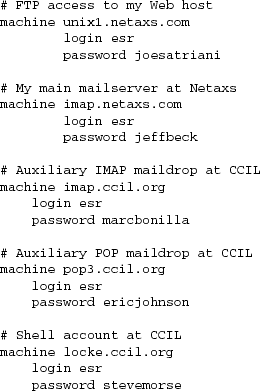 # FTP access to my Web host
machine unix1.netaxs.com
login esr
password joesatriani
# My main mailserver at Netaxs
machine imap.netaxs.com
login esr
password jeffbeck
# Auxiliary IMAP maildrop at CCIL
machine imap.ccil.org
login esr
password marcbonilla
# Auxiliary POP maildrop at CCIL
machine pop3.ccil.org
login esr
password ericjohnson
# Shell account at CCIL
machine locke.ccil.org
login esr
password stevemorse